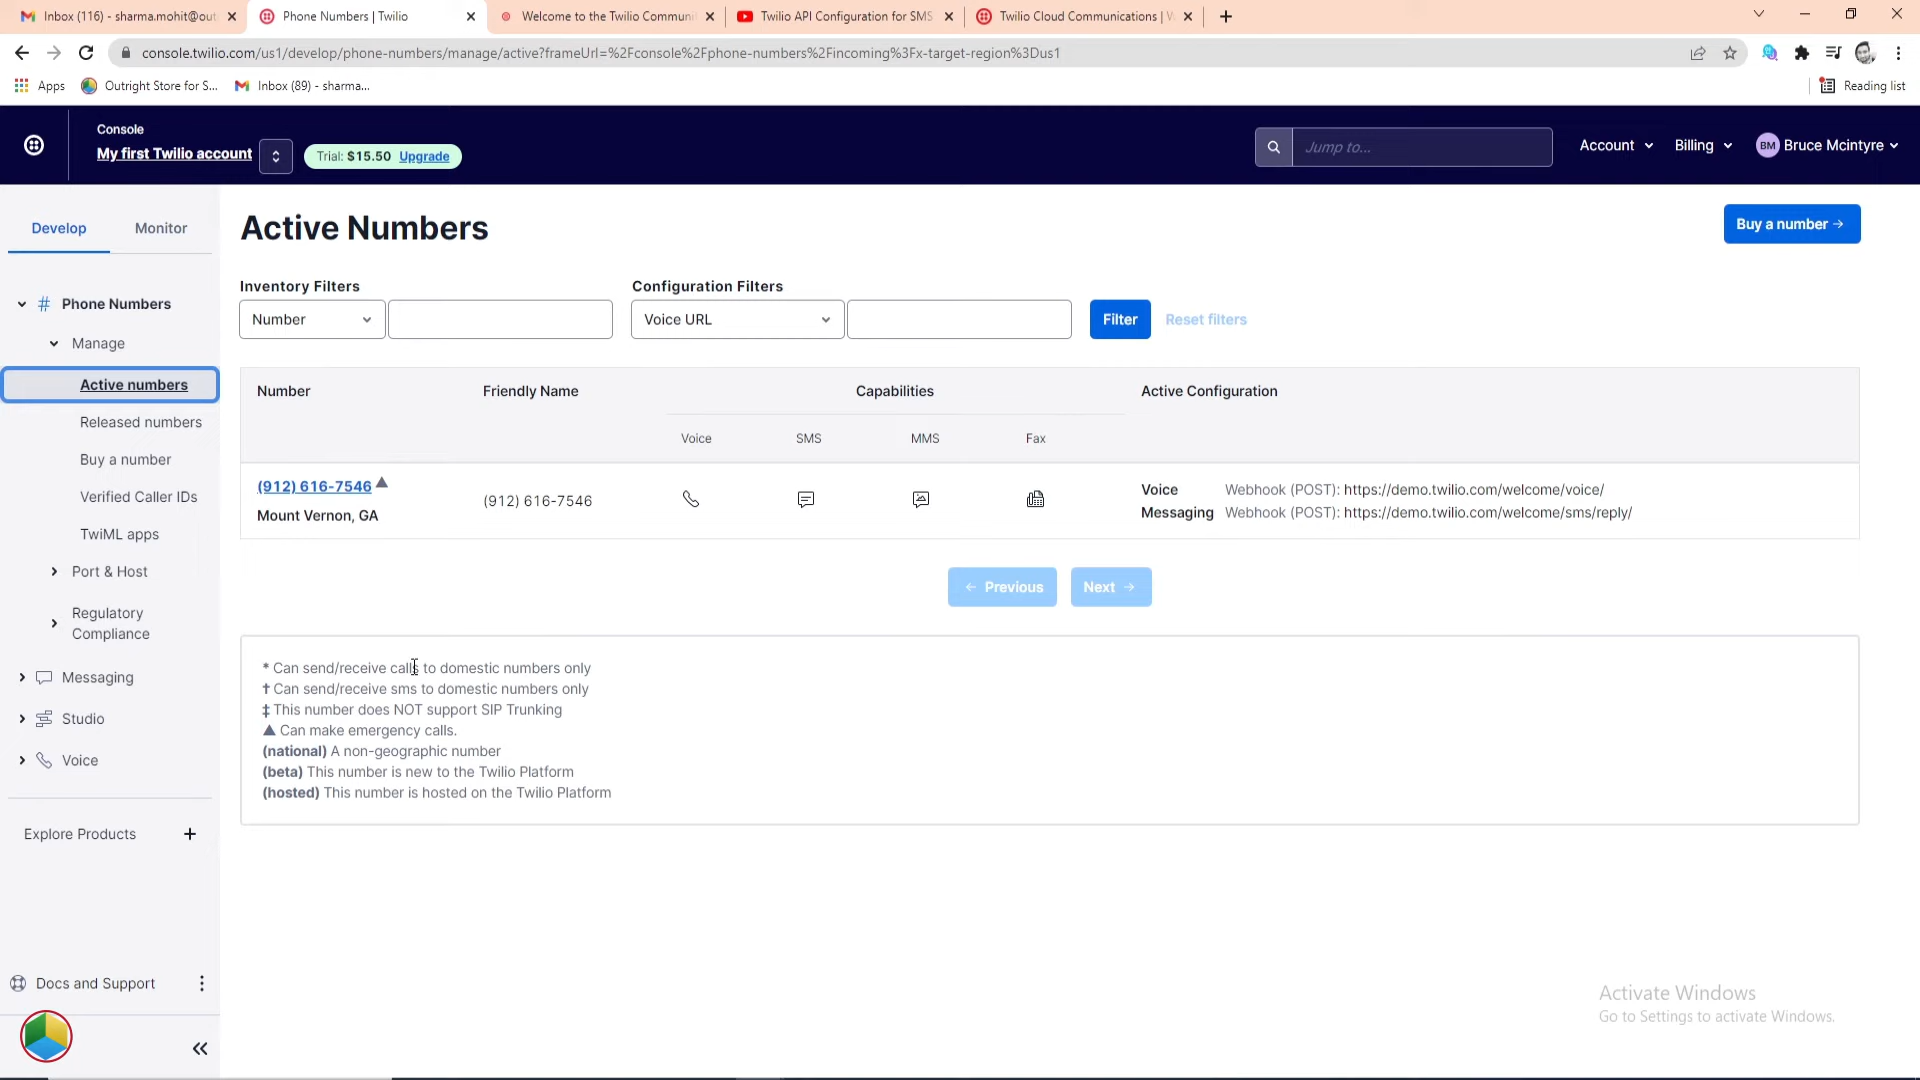 Inbox (116) - sharma.mohit@out
Phone Numbers | Twilio
Welcome to the Twilio Communi
Twilio API Configuration for SMS
Twilio Cloud Communications |
console.twilio.com/us1/develop/phone-numbers/manage/active?frameUrl=%2Fconsole%2Fphone-numbers%2Fincoming%3Fx-target-region%3Dus1
Apps
Outright Store for S...
Inbox (89) - sharma...
Reading list
Console
My first Twilio account
Trial: $15.50 Upgrade
Jump to...
Account
Billing
BM Bruce Mcintyre
Develop
Monitor
# Phone Numbers
Manage
Active numbers
Released numbers
Buy a number
Verified Caller IDs
TwiML apps
Port & Host
Regulatory
Compliance
Messaging
Studio
Voice
Explore Products +
Docs and Support
Active Numbers
Buy a number →
Inventory Filters
Configuration Filters
Number
Voice URL
Filter
Reset filters
Number
Friendly Name
Capabilities
Active Configuration
Voice
SMS
MMS
Fax
(912) 616-7546 ▲
Mount Vernon, GA
(912) 616-7546
Voice Webhook (POST): https://demo.twilio.com/welcome/voice/
Messaging Webhook (POST): https://demo.twilio.com/welcome/sms/reply/
← Previous
Next →
* Can send/receive calls to domestic numbers only
† Can send/receive sms to domestic numbers only
‡ This number does NOT support SIP Trunking
▲ Can make emergency calls.
(national) A non-geographic number
(beta) This number is new to the Twilio Platform
(hosted) This number is hosted on the Twilio Platform
Activate Windows
Go to Settings to activate Windows.